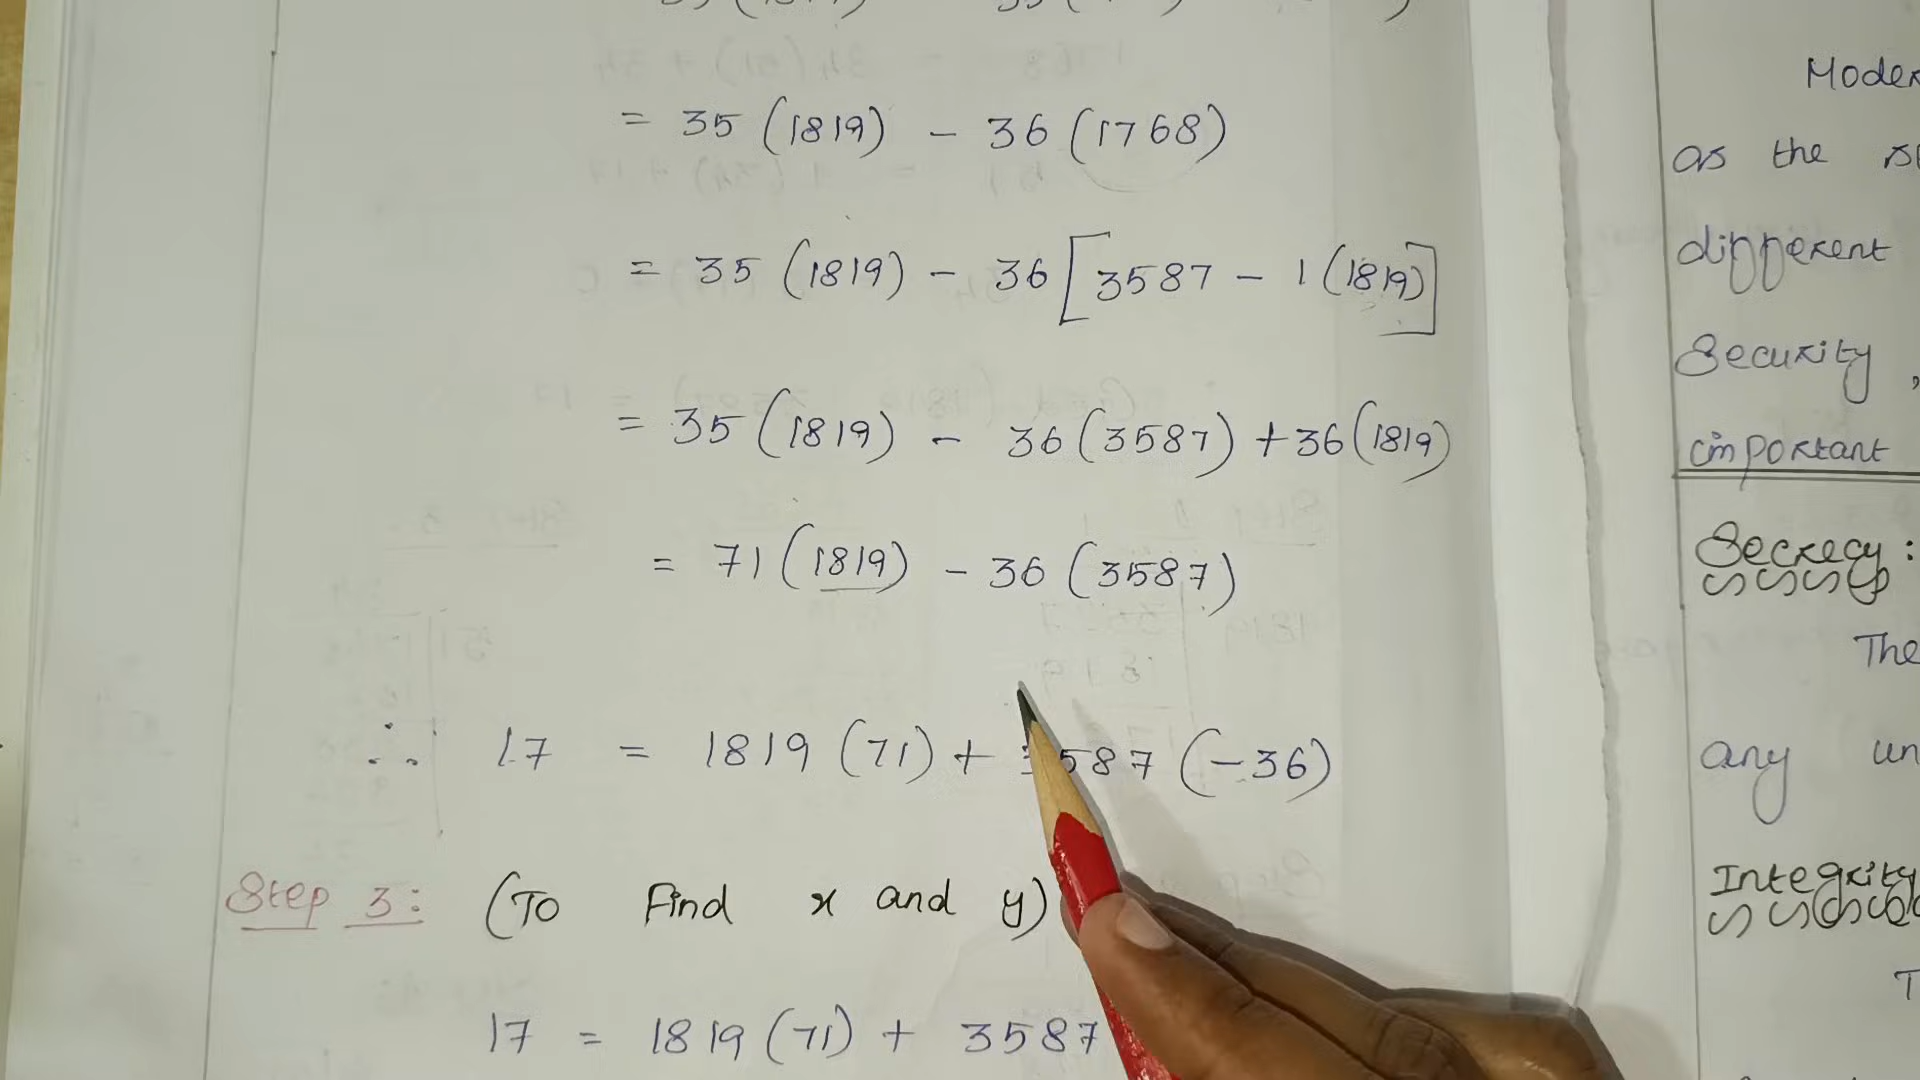 = 35 (1819) - 36 (1768)
= 35 (1819) - 36 [3587 - 1 (1819)]
= 35 (1819) - 36 (3587) + 36 (1819)
= 71 (1819) - 36 (3587)
∴ 17 = 1819 (71) + 3587 (-36)
Step 3: (To Find x and y)
17 = 1819 (71) + 3587
as the
different
Security,
important
Secrecy:
The
any un
Integrity
T